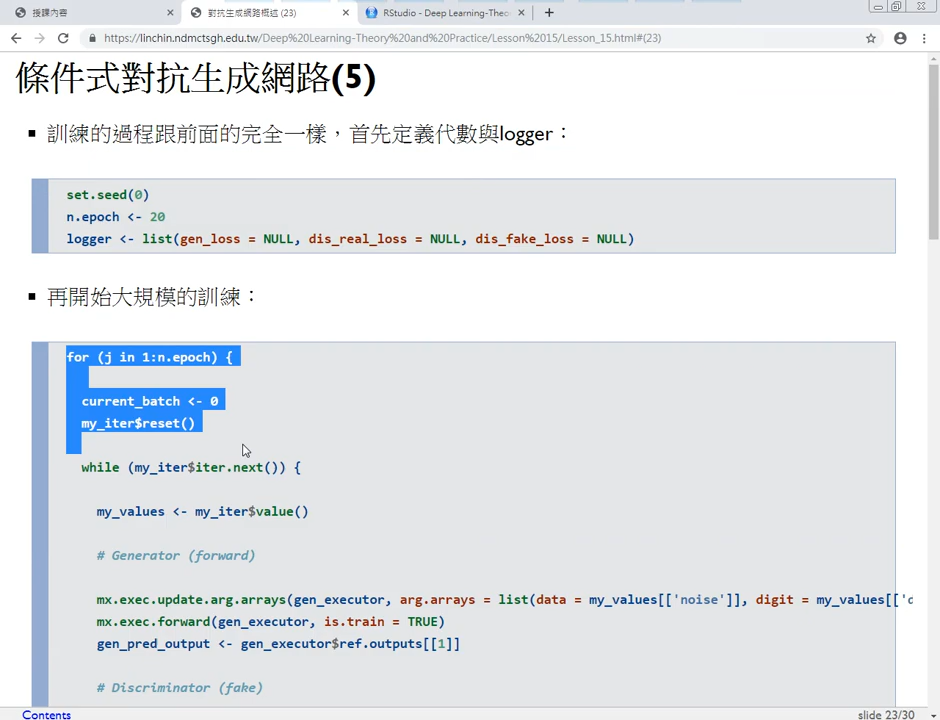 授課內容
對抗生成網路概述 (23)
RStudio - Deep Learning-Theo
https://linchin.ndmctsgh.edu.tw/Deep%20Learning-Theory%20and%20Practice/Lesson%2015/Lesson_15.html#(23)
條件式對抗生成網路(5)
▪ 訓練的過程跟前面的完全一樣，首先定義代數與logger：
set.seed(0)
n.epoch <- 20
logger <- list(gen_loss = NULL, dis_real_loss = NULL, dis_fake_loss = NULL)
▪ 再開始大規模的訓練：
for (j in 1:n.epoch) {
current_batch <- 0
my_iter$reset()
while (my_iter$iter.next()) {
my_values <- my_iter$value()
# Generator (forward)
mx.exec.update.arg.arrays(gen_executor, arg.arrays = list(data = my_values[['noise']], digit = my_values[['d
mx.exec.forward(gen_executor, is.train = TRUE)
gen_pred_output <- gen_executor$ref.outputs[[1]]
# Discriminator (fake)
Contents
slide 23/30